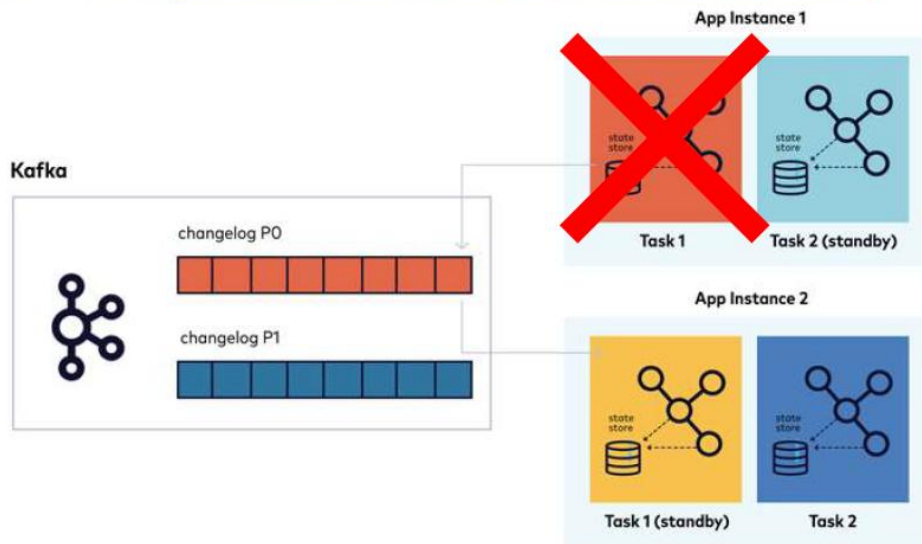 App Instance 1
state
store
state
store
Task 1
Task 2 (standby)
Kafka
changelog P0
changelog P1
App Instance 2
state
store
state
store
Task 1 (standby)
Task 2